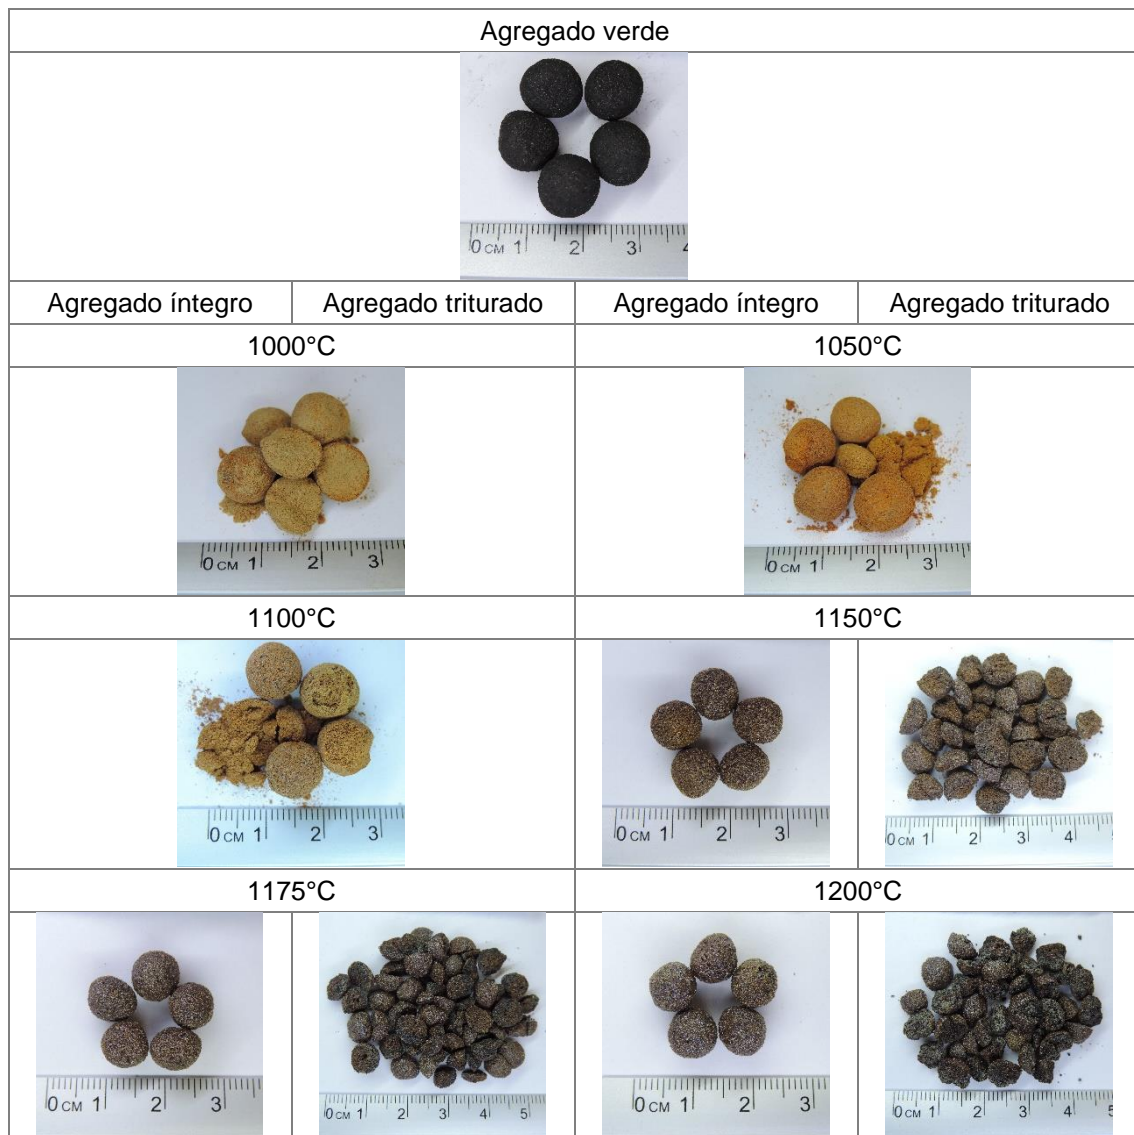 Agregado verde
0 CM 1 2 3 4
Agregado íntegro
Agregado triturado
Agregado íntegro
Agregado triturado
1000°C
1050°C
0 CM 1 2 3
0 CM 1 2 3
1100°C
1150°C
0 CM 1 2 3
0 CM 1 2 3
0 CM 1 2 3 4
1175°C
1200°C
0 CM 1 2 3
0 CM 1 2 3 4 5
0 CM 1 2 3
0 CM 1 2 3 4 5